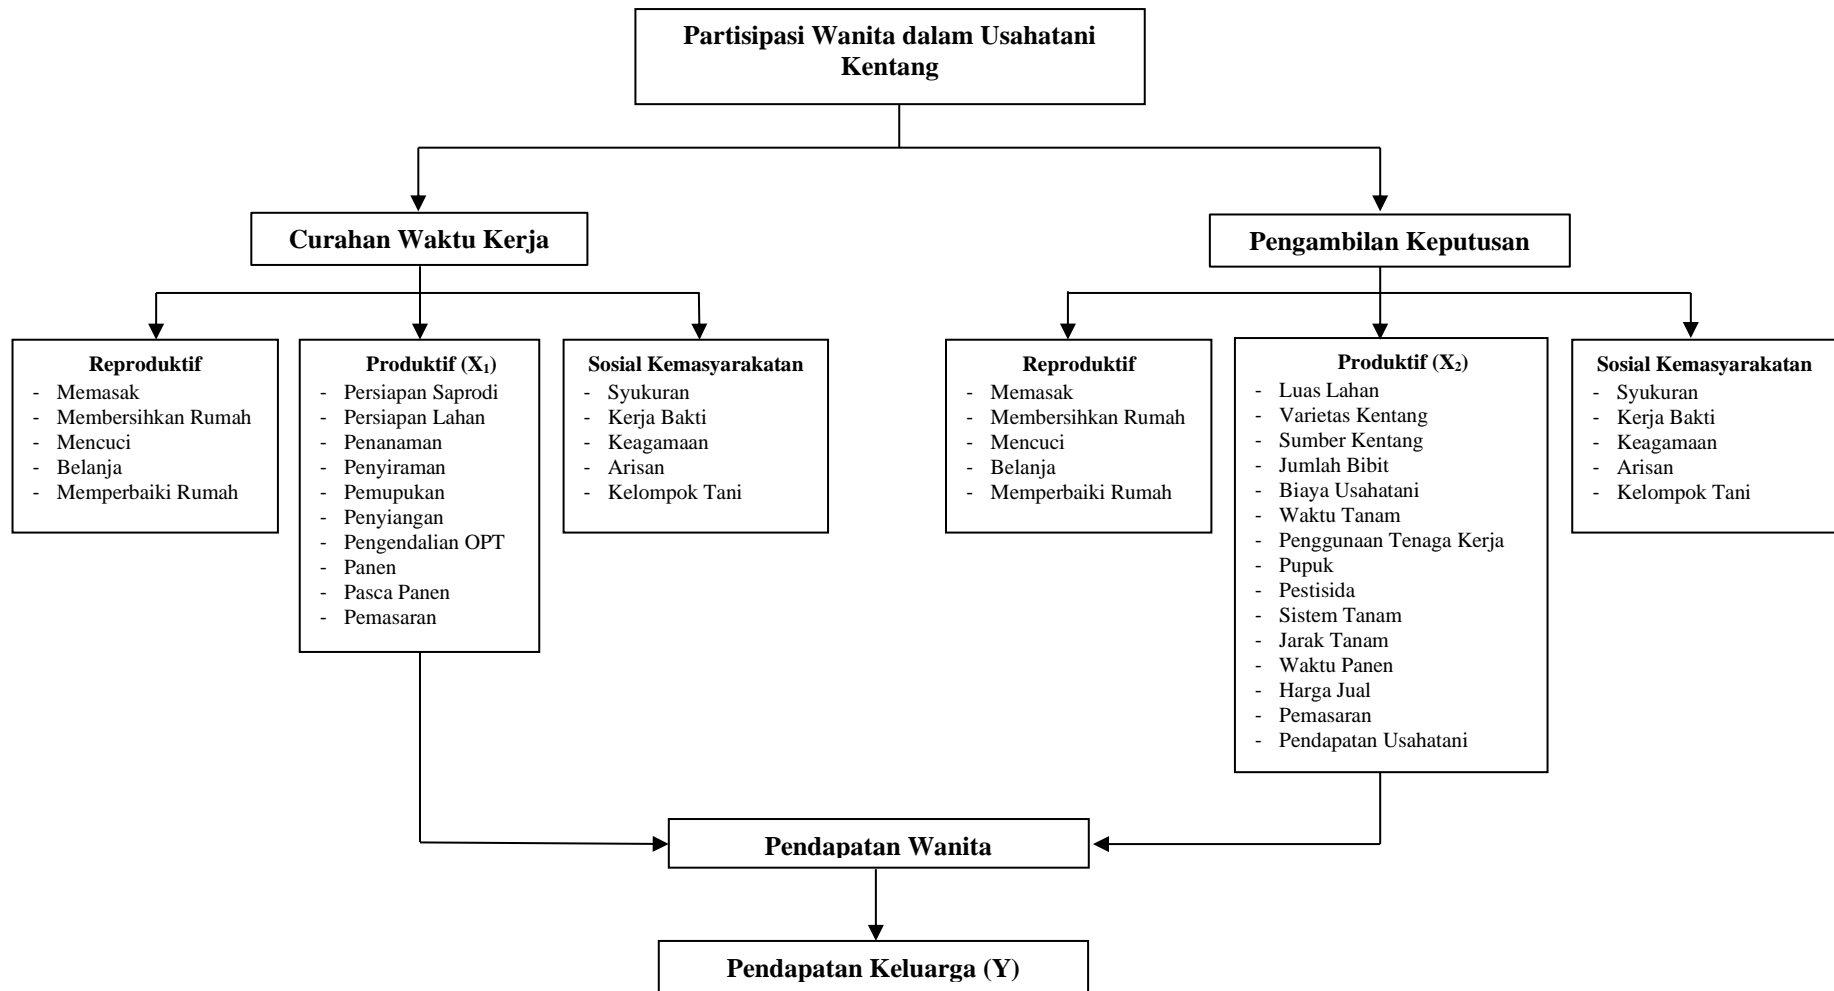 Partisipasi Wanita dalam Usahatani
Kentang
Curahan Waktu Kerja
Pengambilan Keputusan
Reproduktif
- Memasak
- Membersihkan Rumah
- Mencuci
- Belanja
- Memperbaiki Rumah
Produktif (X₁)
- Persiapan Saprodi
- Persiapan Lahan
- Penanaman
- Penyiraman
- Pemupukan
- Penyiangan
- Pengendalian OPT
- Panen
- Pasca Panen
- Pemasaran
Sosial Kemasyarakatan
- Syukuran
- Kerja Bakti
- Keagamaan
- Arisan
- Kelompok Tani
Reproduktif
- Memasak
- Membersihkan Rumah
- Mencuci
- Belanja
- Memperbaiki Rumah
Produktif (X₂)
- Luas Lahan
- Varietas Kentang
- Sumber Kentang
- Jumlah Bibit
- Biaya Usahatani
- Waktu Tanam
- Penggunaan Tenaga Kerja
- Pupuk
- Pestisida
- Sistem Tanam
- Jarak Tanam
- Waktu Panen
- Harga Jual
- Pemasaran
- Pendapatan Usahatani
Sosial Kemasyarakatan
- Syukuran
- Kerja Bakti
- Keagamaan
- Arisan
- Kelompok Tani
Pendapatan Wanita
Pendapatan Keluarga (Y)